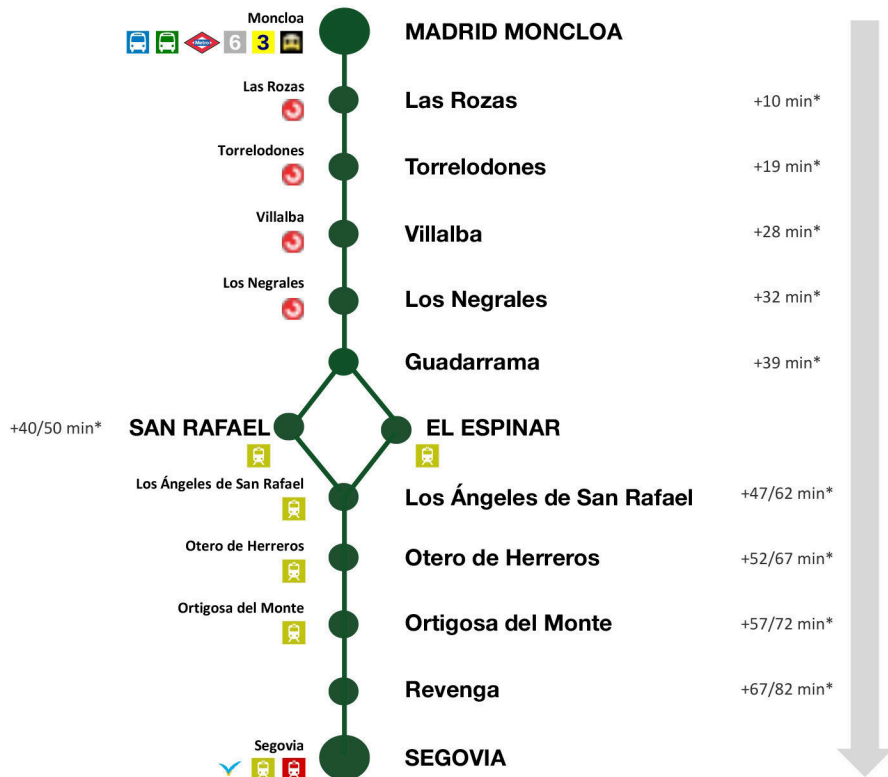 Moncloa
MADRID MONCLOA
Metro 6 3
Las Rozas
Las Rozas
+10 min*
Torrelodones
Torrelodones
+19 min*
Villalba
Villalba
+28 min*
Los Negrales
Los Negrales
+32 min*
Guadarrama
+39 min*
+40/50 min*
SAN RAFAEL
EL ESPINAR
Los Ángeles de San Rafael
Los Ángeles de San Rafael
+47/62 min*
Otero de Herreros
Otero de Herreros
+52/67 min*
Ortigosa del Monte
Ortigosa del Monte
+57/72 min*
Revenga
+67/82 min*
Segovia
SEGOVIA